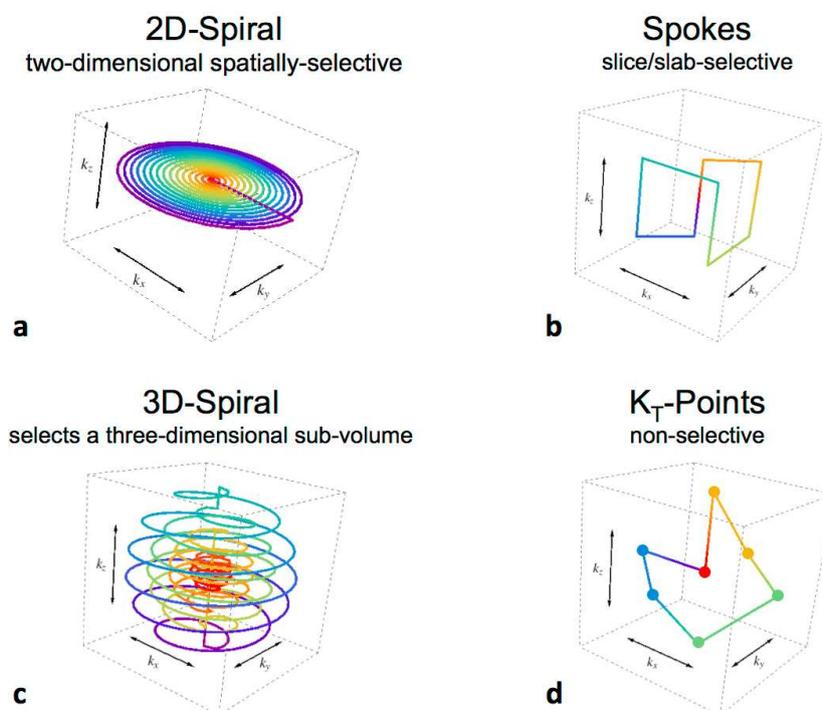 2D-Spiral
two-dimensional spatially-selective
k_z
k_x
k_y
a
Spokes
slice/slab-selective
k_z
k_x
k_y
b
3D-Spiral
selects a three-dimensional sub-volume
k_z
k_x
k_y
c
K_T-Points
non-selective
k_z
k_x
k_y
d